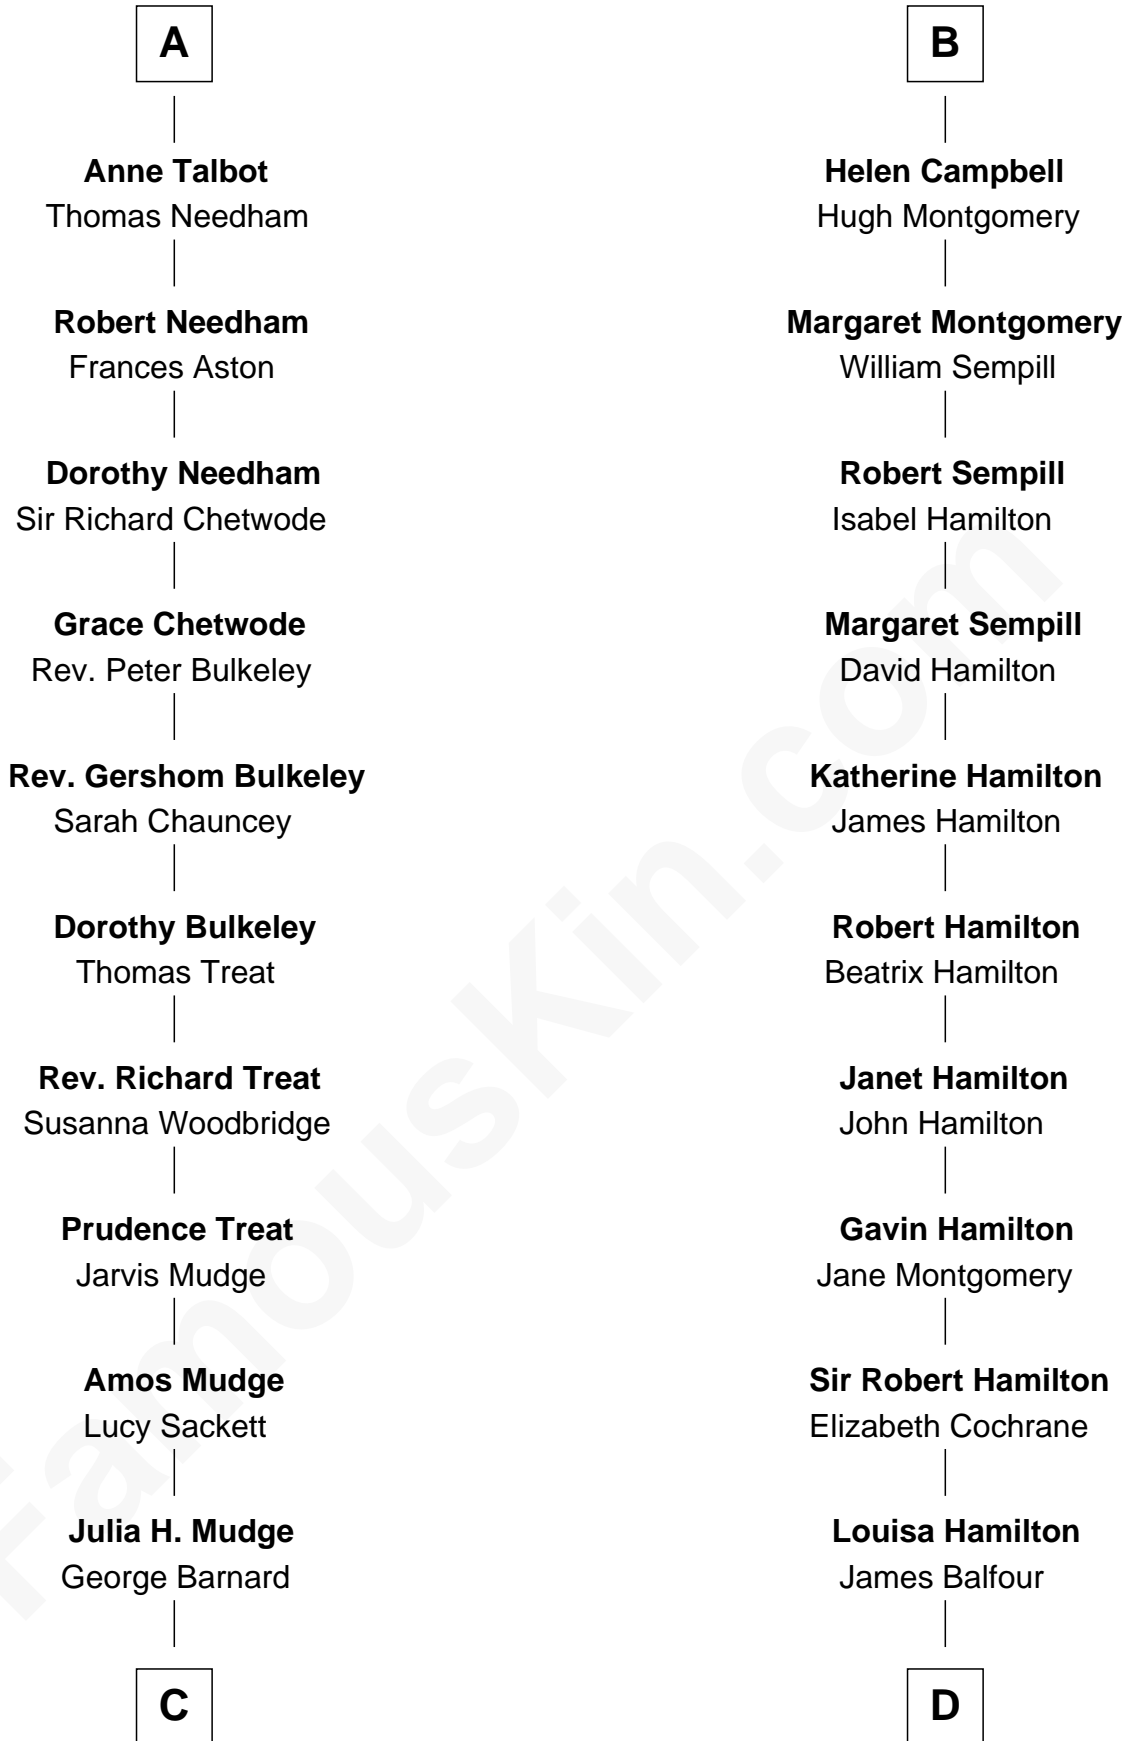 A
Anne Talbot
Thomas Needham
Robert Needham
Frances Aston
Dorothy Needham
Sir Richard Chetwode
Grace Chetwode
Rev. Peter Bulkeley
Rev. Gershom Bulkeley
Sarah Chauncey
Dorothy Bulkeley
Thomas Treat
Rev. Richard Treat
Susanna Woodbridge
Prudence Treat
Jarvis Mudge
Amos Mudge
Lucy Sackett
Julia H. Mudge
George Barnard
C
B
Helen Campbell
Hugh Montgomery
Margaret Montgomery
William Sempill
Robert Sempill
Isabel Hamilton
Margaret Sempill
David Hamilton
Katherine Hamilton
James Hamilton
Robert Hamilton
Beatrix Hamilton
Janet Hamilton
John Hamilton
Gavin Hamilton
Jane Montgomery
Sir Robert Hamilton
Elizabeth Cochrane
Louisa Hamilton
James Balfour
D
FamousKin.com